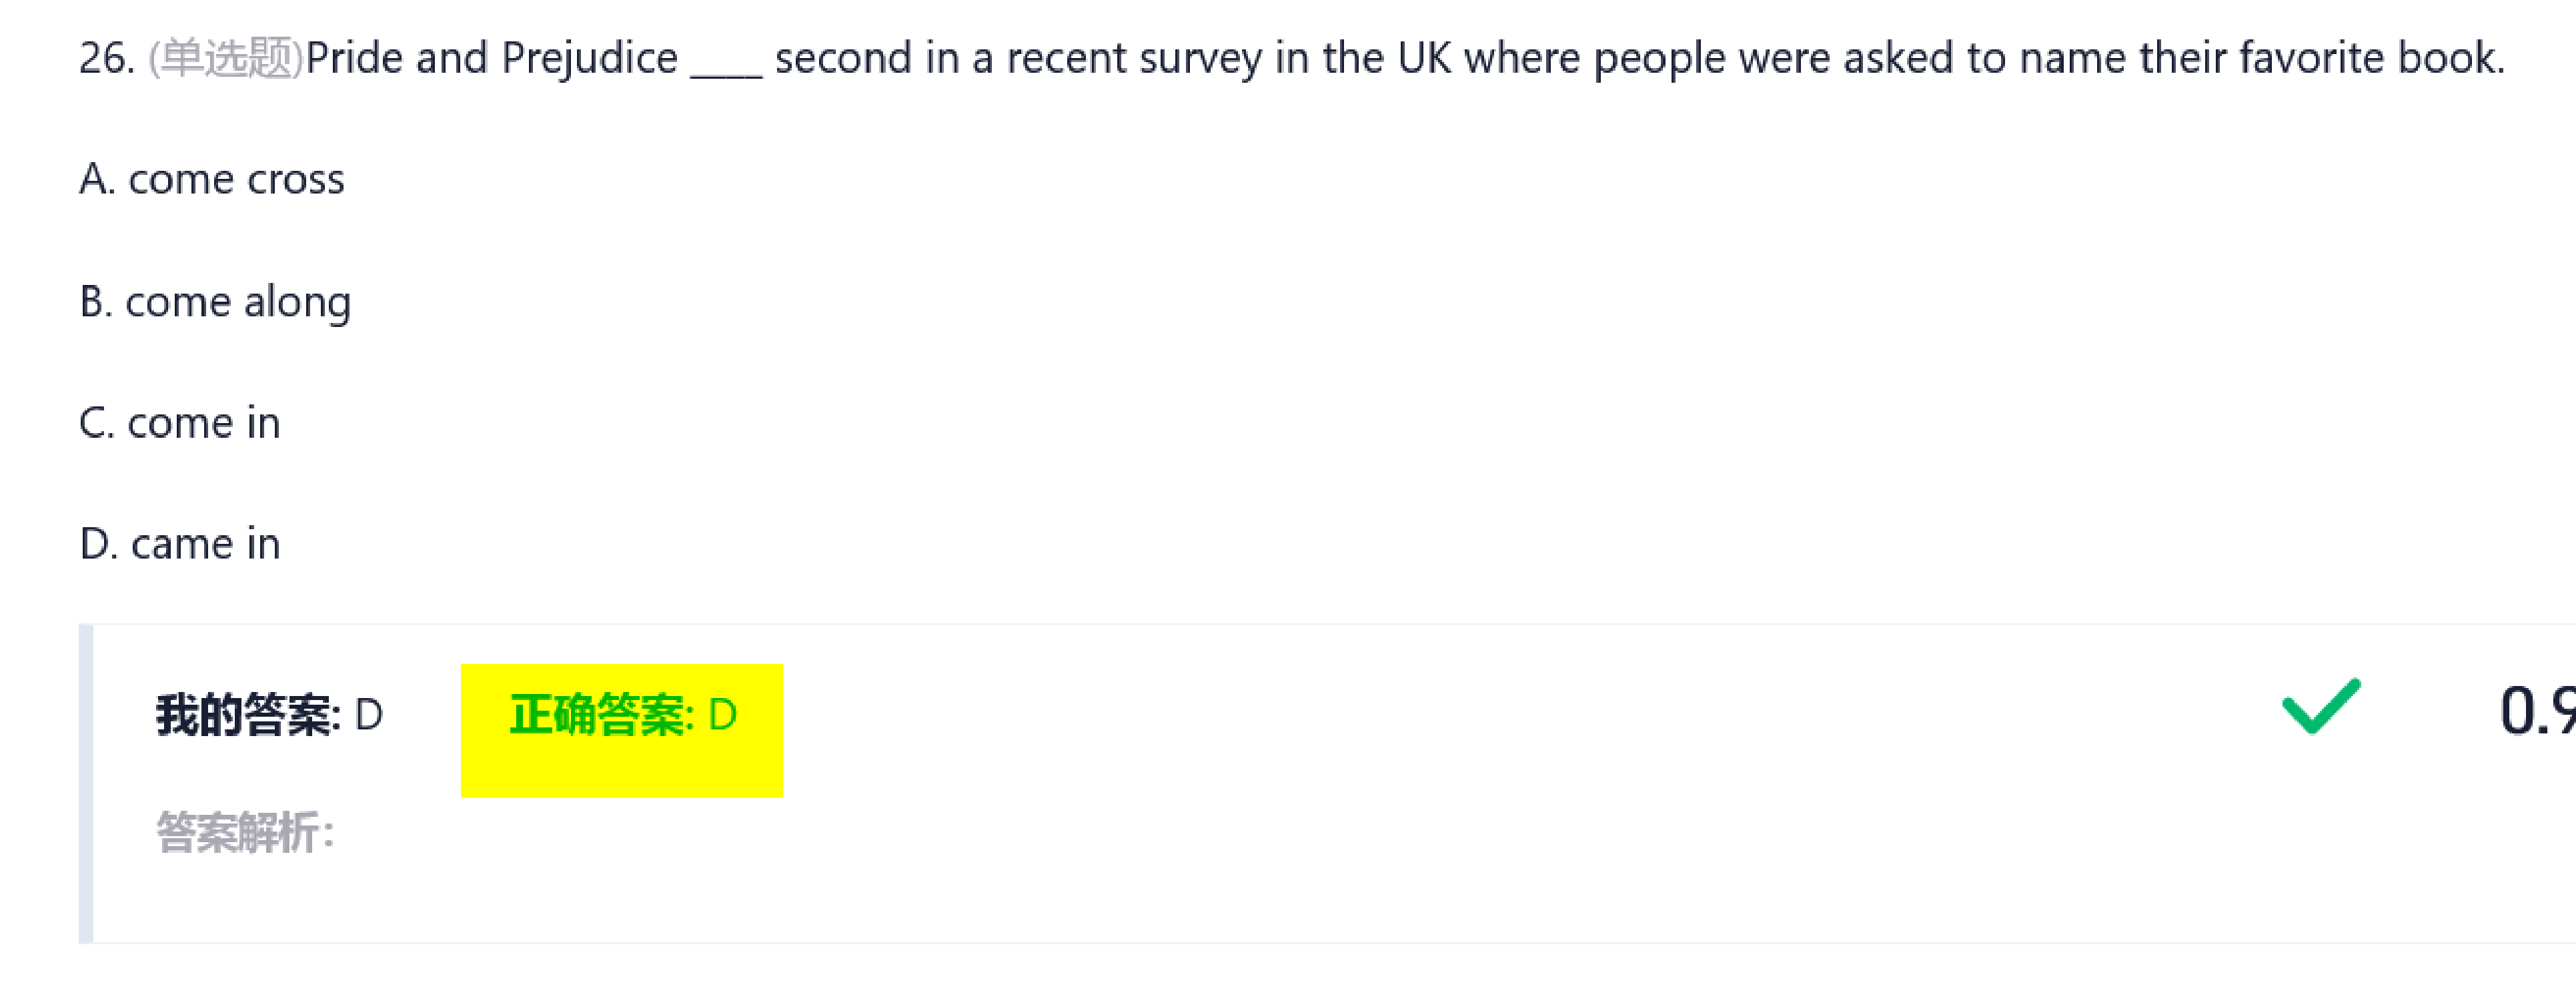 26. (单选题)Pride and Prejudice ____ second in a recent survey in the UK where people were asked to name their favorite book.
A. come cross
B. come along
C. come in
D. came in
我的答案: D 正确答案: D 0.9
答案解析: